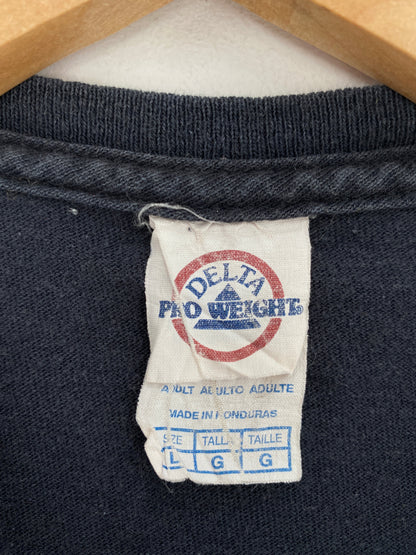 DELTA
PRO WEIGHT®
ADULT ADULTO ADULTE
MADE IN HONDURAS
SIZE TALLA TAILLE
L G G